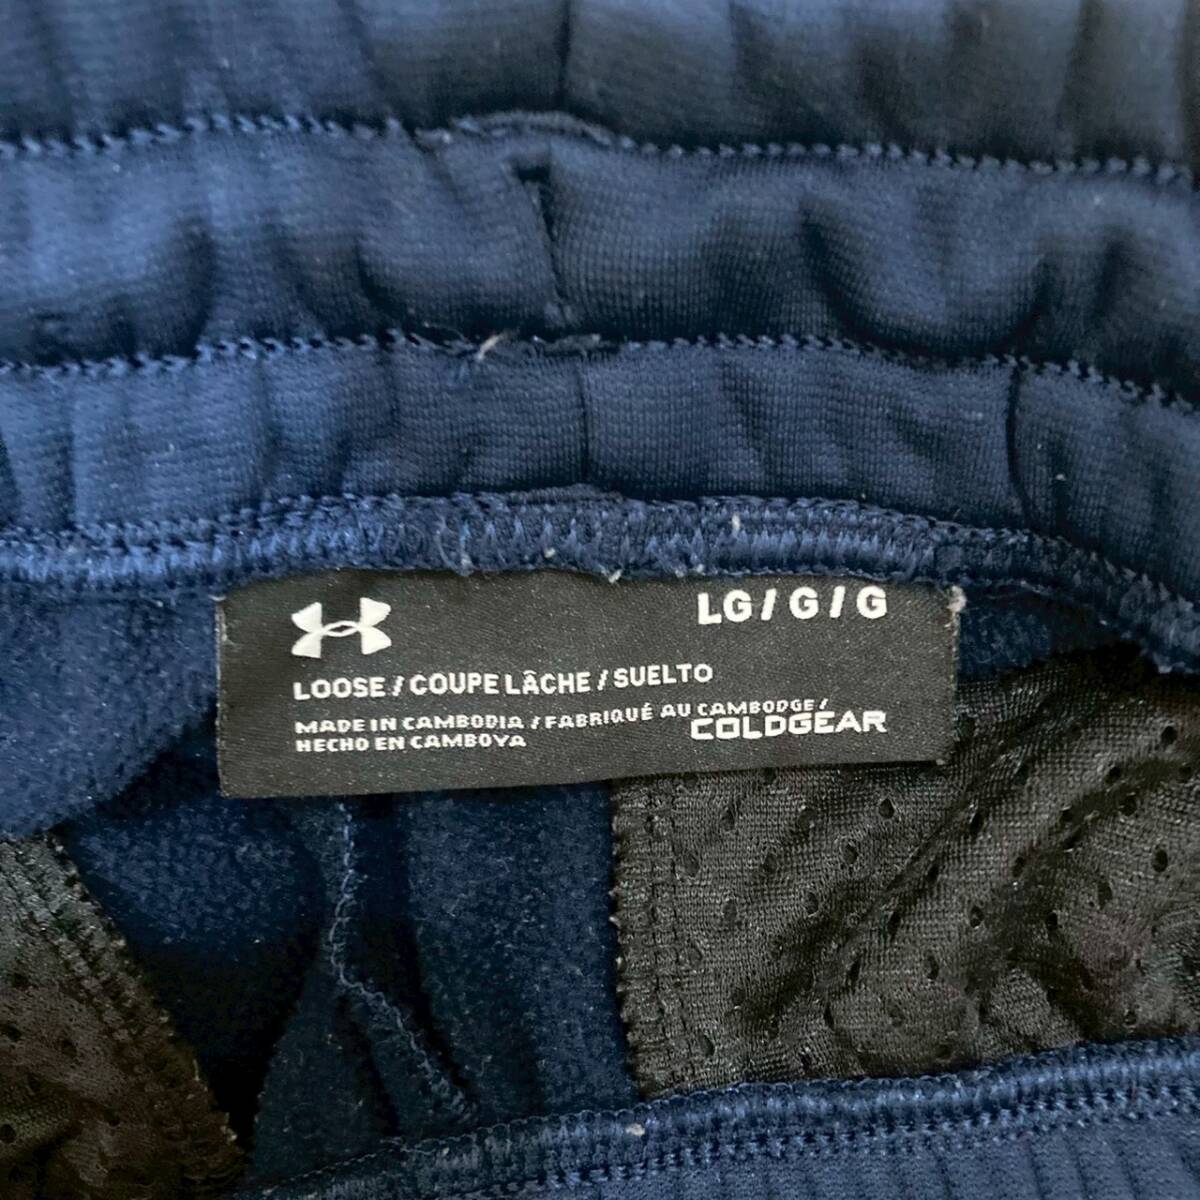 LG / G / G
LOOSE / COUPE LÂCHE / SUELTO
MADE IN CAMBODIA / FABRIQUÉ AU CAMBODGE /
HECHO EN CAMBOYA
COLDGEAR